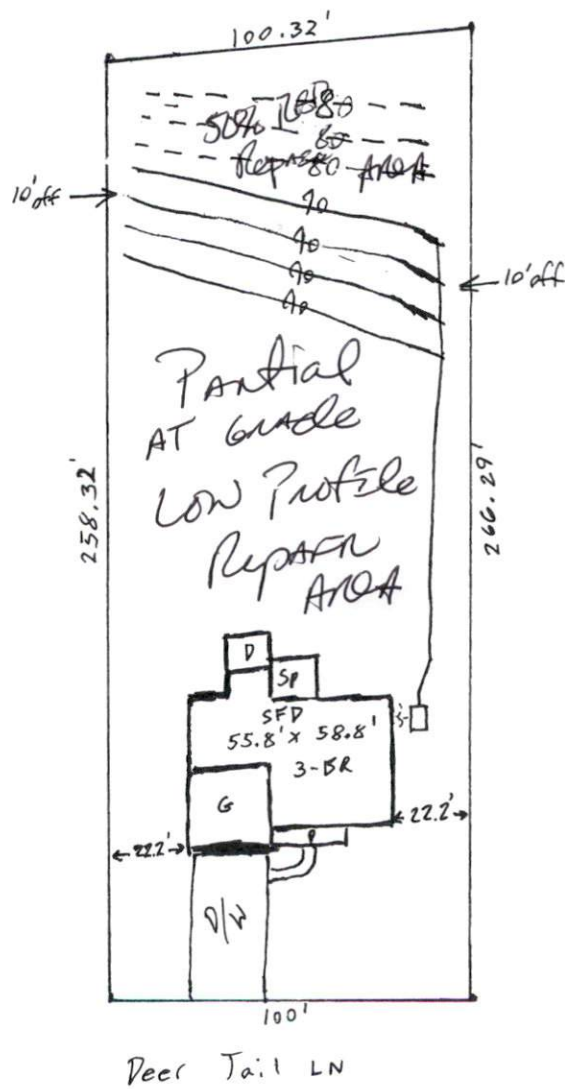 100.32'
80
50% RED
80
Repair AREA
80
10' off
70
70
10' off
70
70
Partial
AT Grade
Low Profile
Repair
Area
258.32'
266.29'
D
SP
SFD
55.8' x 58.8'
3-BR
G
22.2'
P
22.2'
D/W
100'
Deer Tail LN